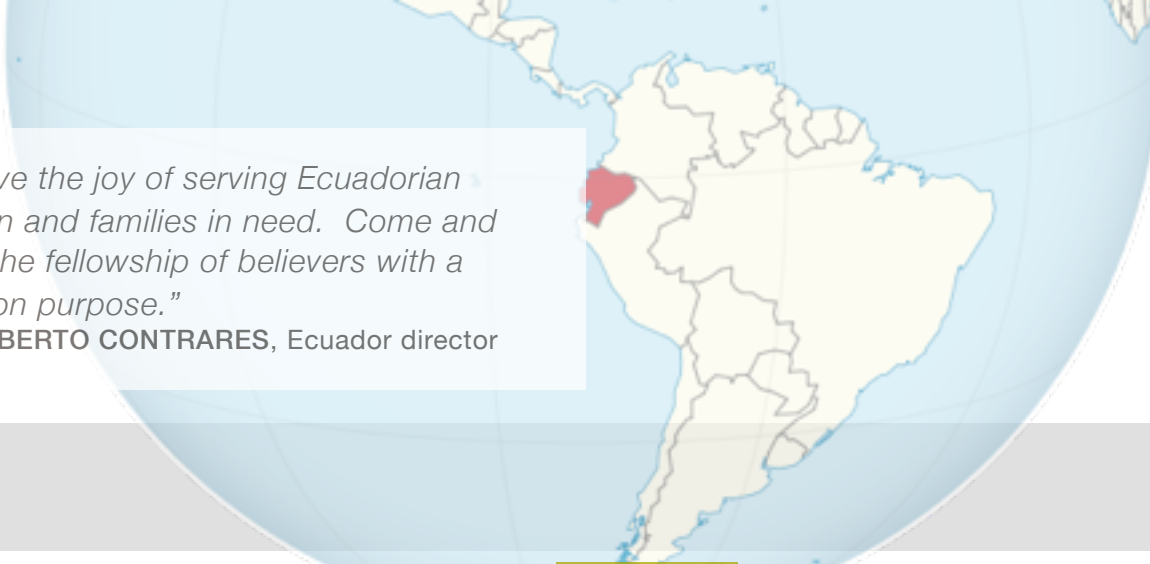 ve the joy of serving Ecuadorian
n and families in need.  Come and
he fellowship of believers with a
on purpose.”
BERTO CONTRARES, Ecuador director